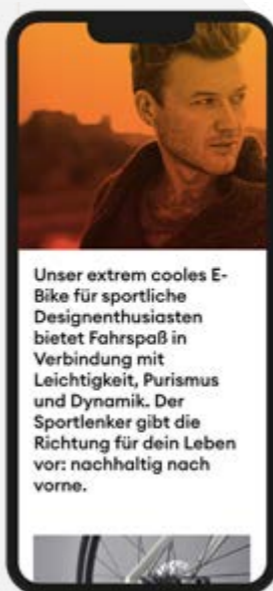 Unser extrem cooles E-
Bike für sportliche
Designenthusiasten
bietet Fahrspaß in
Verbindung mit
Leichtigkeit, Purismus
und Dynamik. Der
Sportlenker gibt die
Richtung für dein Leben
vor: nachhaltig nach
vorne.